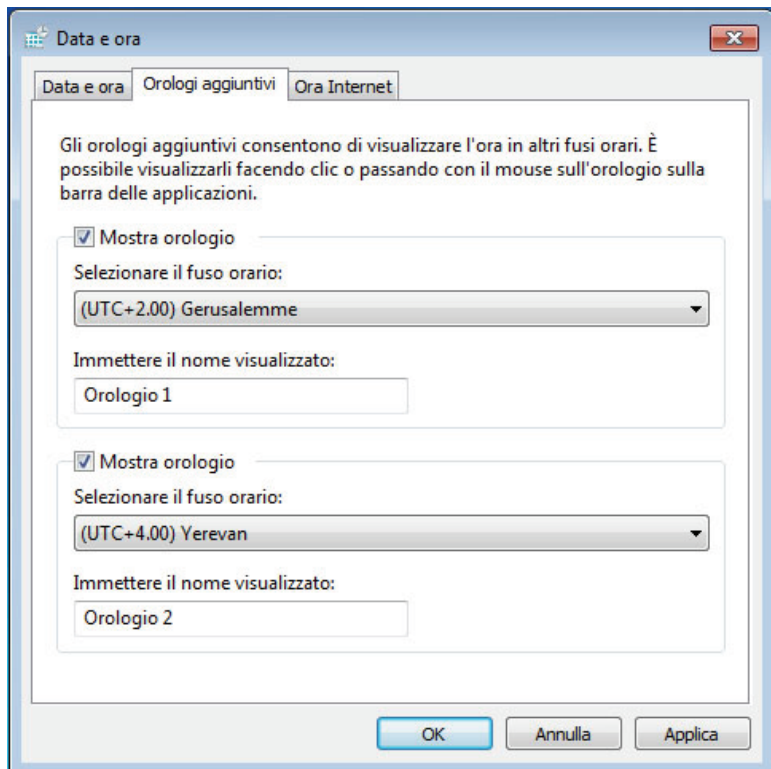 Data e ora
Data e ora Orologi aggiuntivi Ora Internet
Gli orologi aggiuntivi consentono di visualizzare l'ora in altri fusi orari. È
possibile visualizzarli facendo clic o passando con il mouse sull'orologio sulla
barra delle applicazioni.
Mostra orologio
Selezionare il fuso orario:
(UTC+2.00) Gerusalemme
Immettere il nome visualizzato:
Orologio 1
Mostra orologio
Selezionare il fuso orario:
(UTC+4.00) Yerevan
Immettere il nome visualizzato:
Orologio 2
OK Annulla Applica